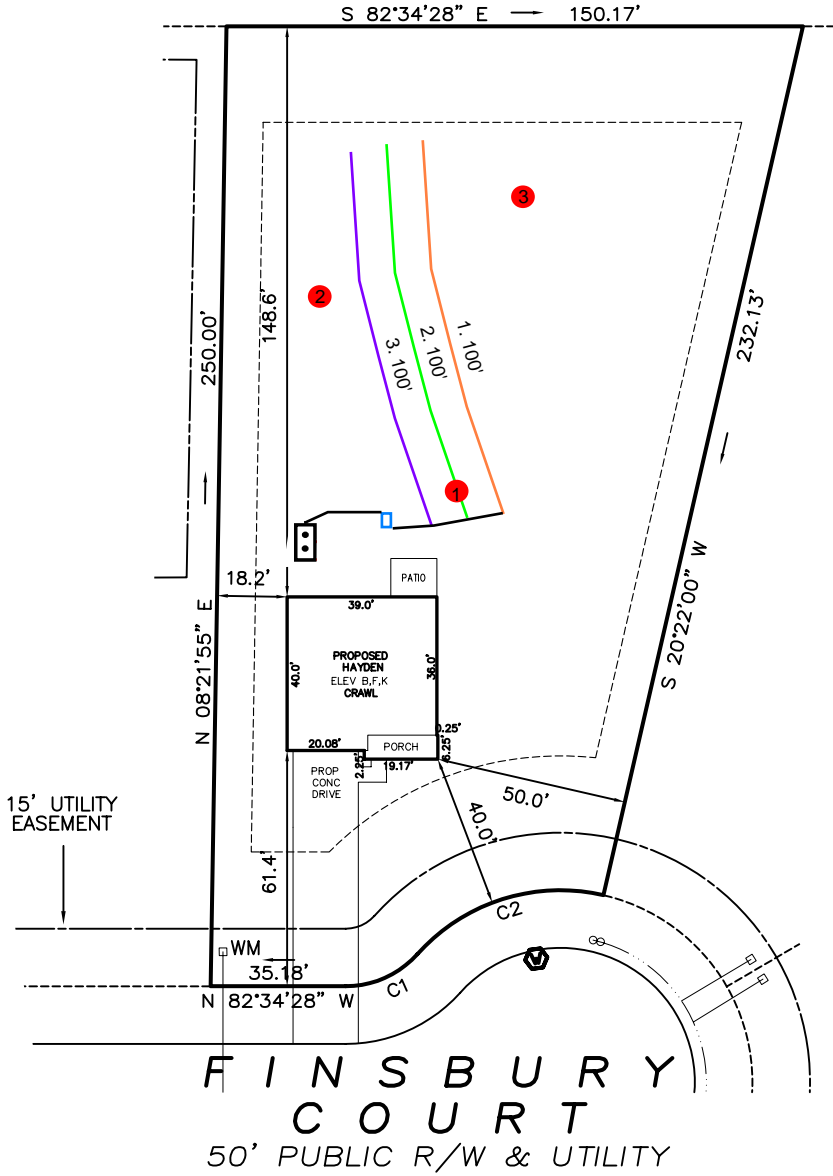 S 82°34'28" E 150.17'
3
2
250.00'
148.6'
232.13'
1. 100'
2. 100'
3. 100'
1
18.2'
PATIO
39.0'
N 08°21'55" E
S 20°22'00" W
PROPOSED
HAYDEN
ELEV B,F,K
CRAWL
40.0'
36.0'
0.25'
20.08'
PORCH
6.25'
2.25'
19.17'
PROP
CONC
DRIVE
50.0'
40.0'
15' UTILITY
EASEMENT
61.4'
C2
WM
35.18'
C1
W
N 82°34'28" W
FINSBURY
COURT
50' PUBLIC R/W & UTILITY